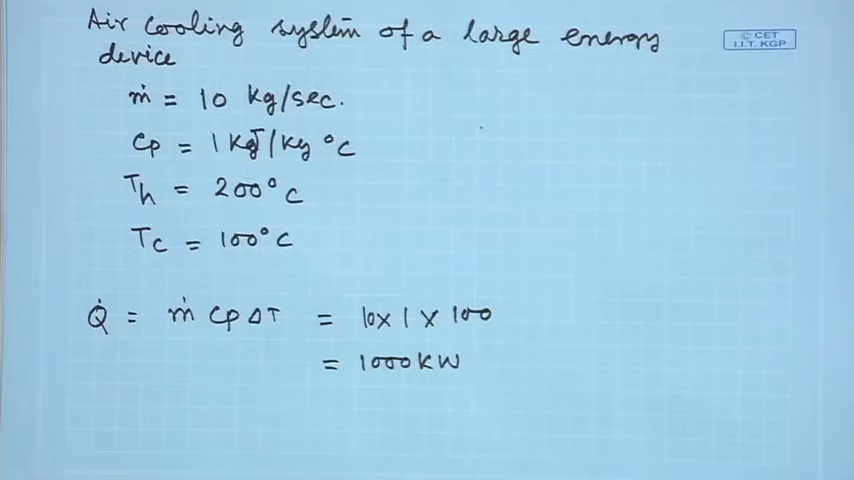 Air cooling system of a large energy
device
© CET
I.I.T. KGP
ṁ = 10 kg/sec.
Cp = 1 KJ/kg °C
Th = 200°C
Tc = 100°C
Q̇ = ṁ Cp ΔT = 10 x 1 x 100
= 1000 KW